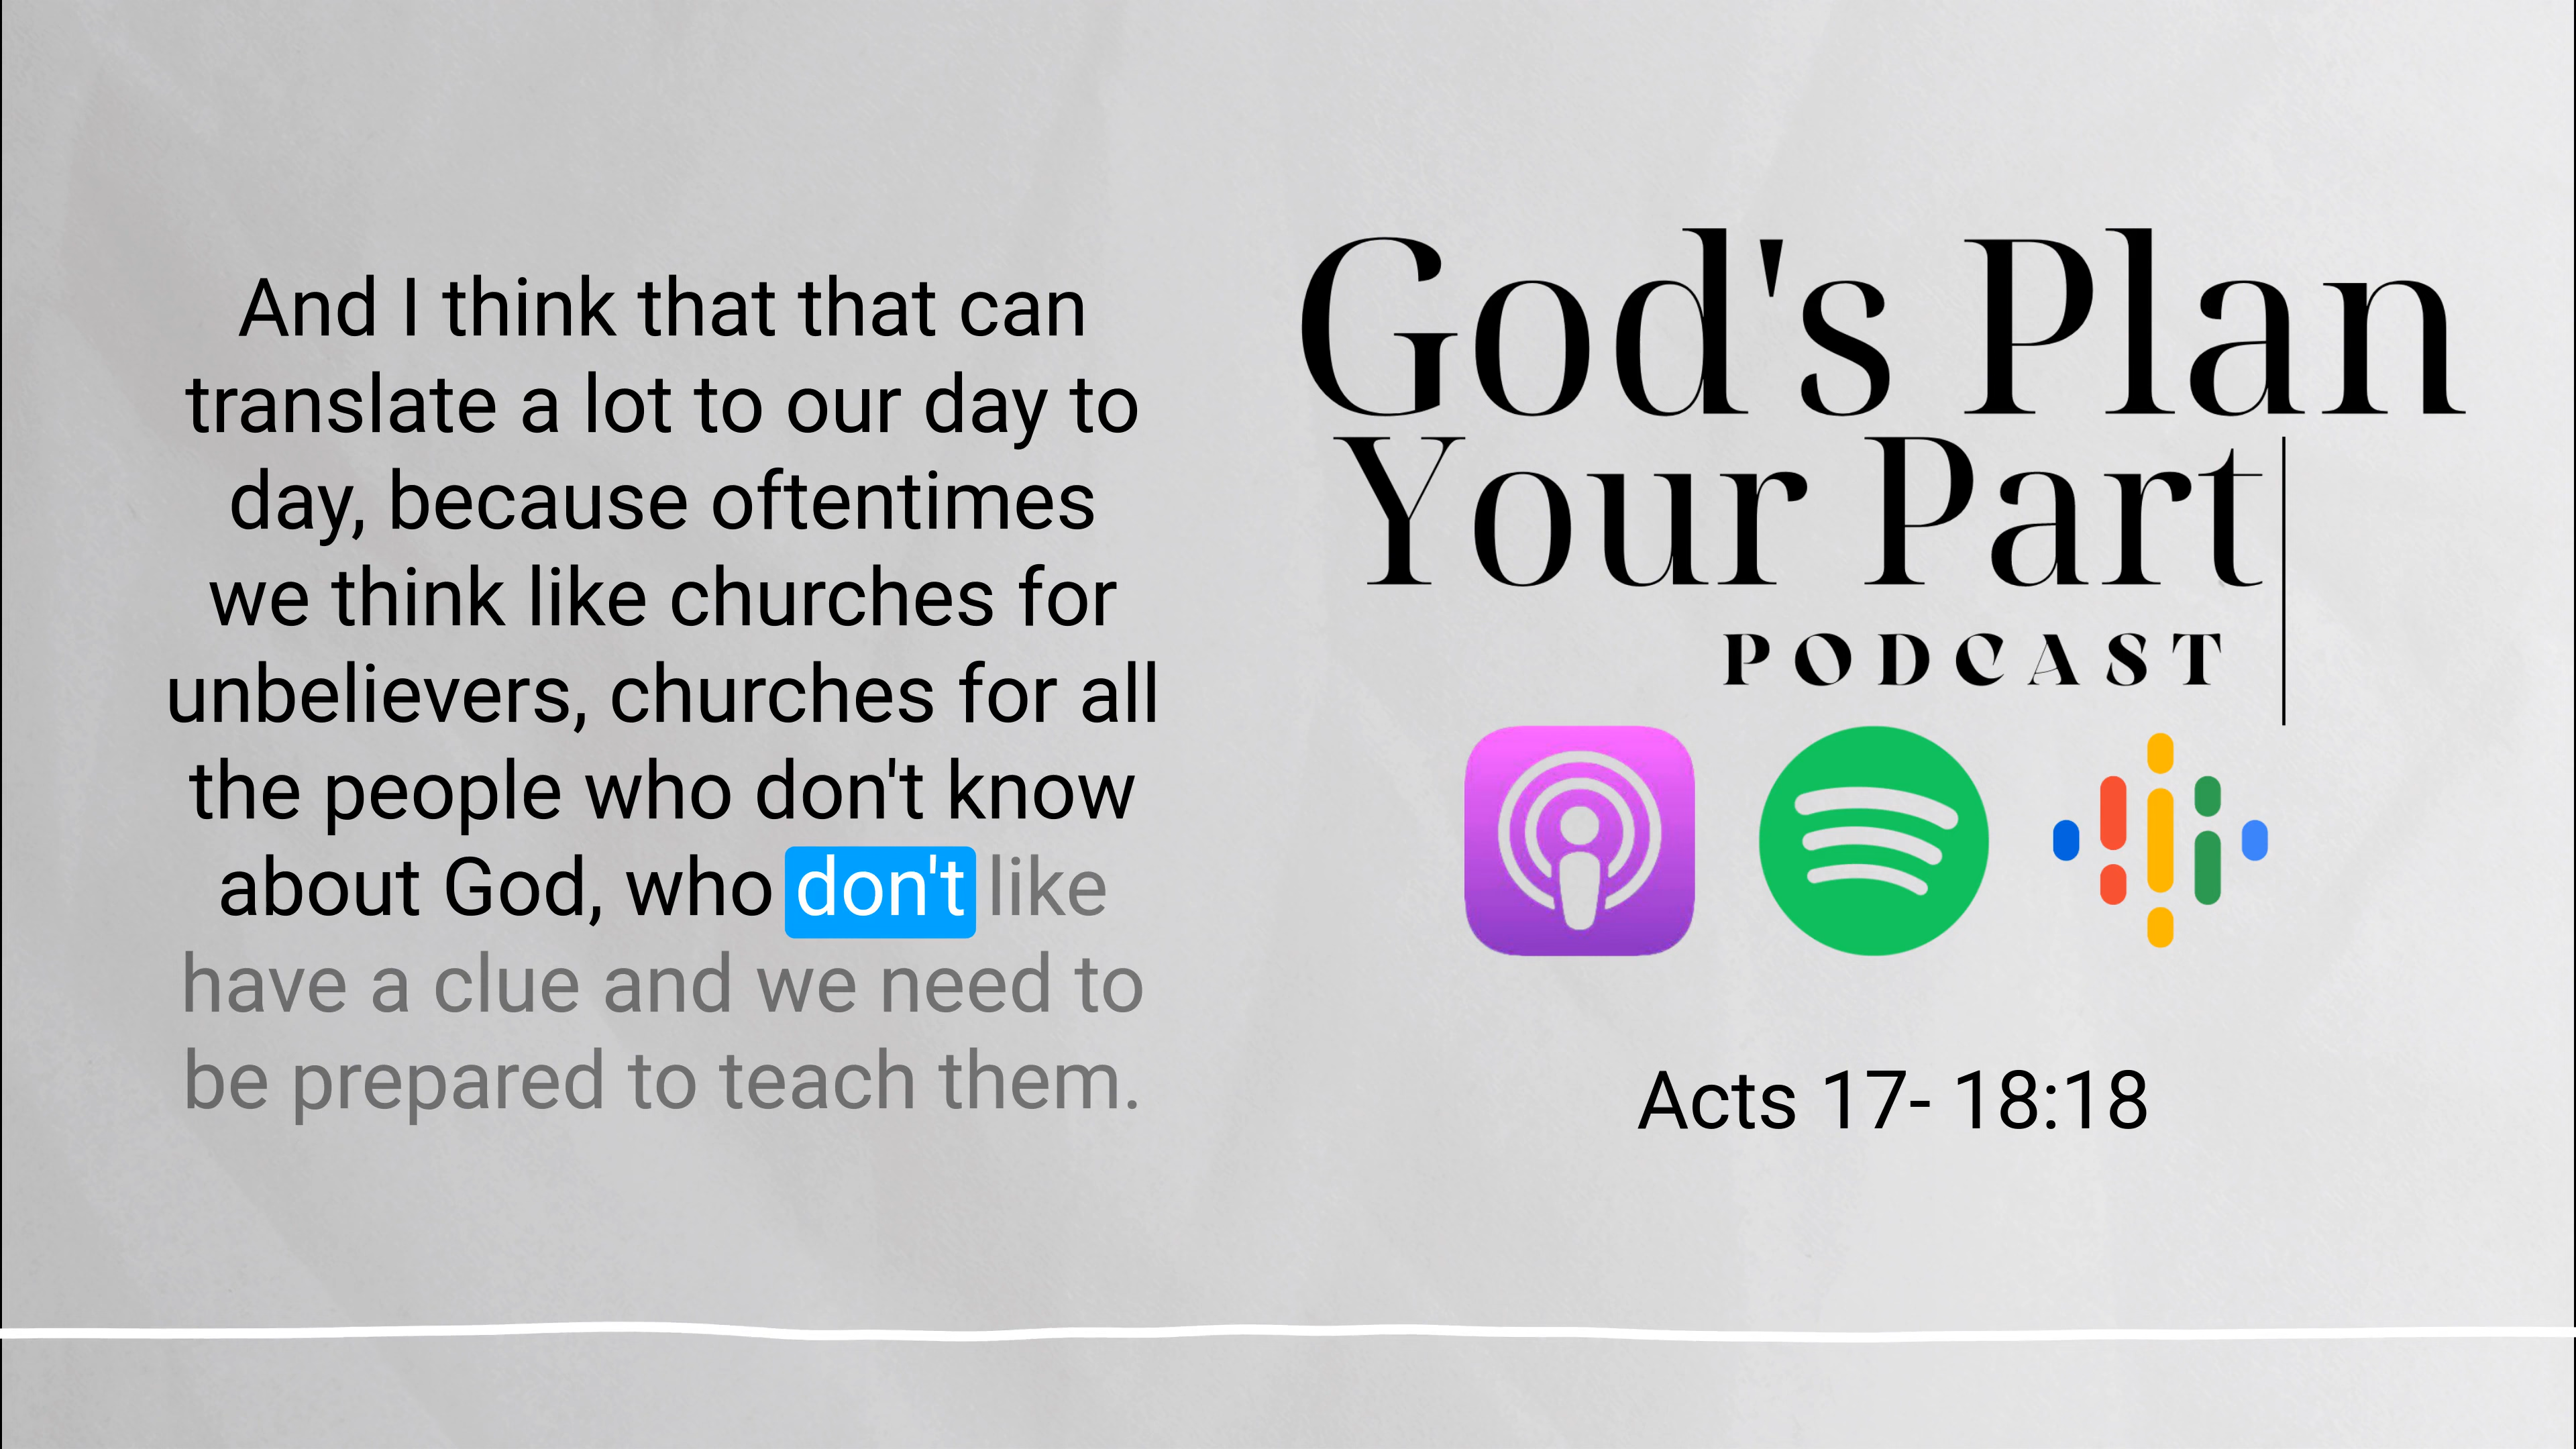 And I think that that can
translate a lot to our day to
day, because oftentimes
we think like churches for
unbelievers, churches for all
the people who don't know
about God, who don't like
have a clue and we need to
be prepared to teach them.
God's Plan
Your Part
PODCAST
Acts 17- 18:18